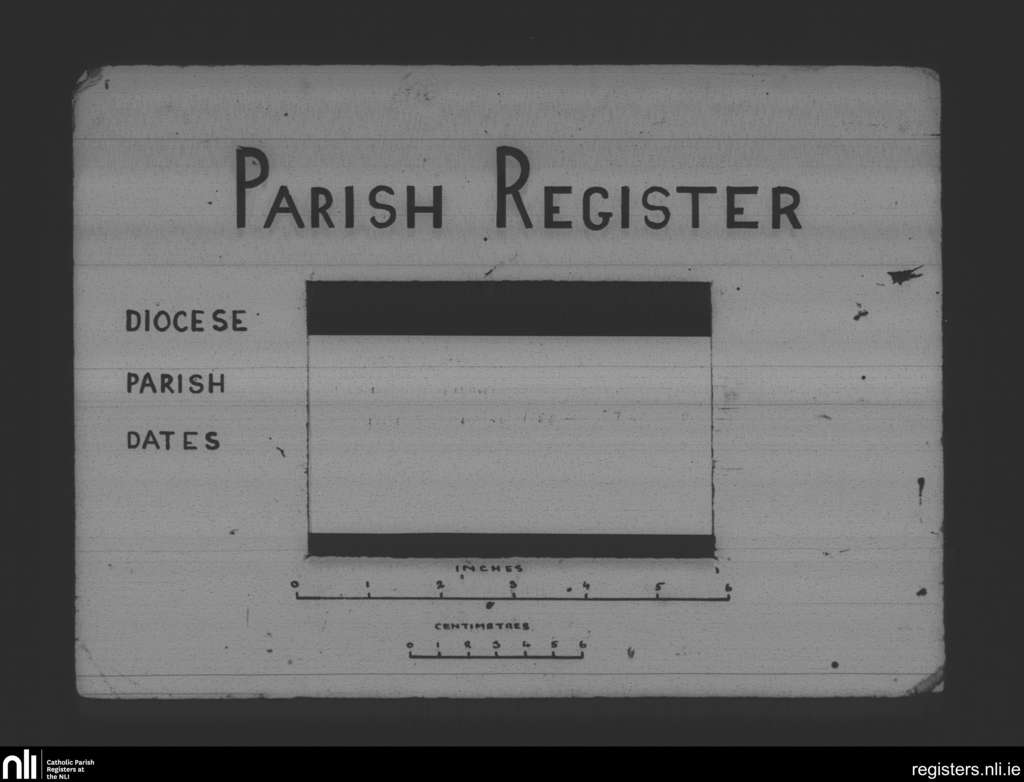 PARISH REGISTER
DIOCESE
PARISH
DATES
INCHES
0 1 2 3 4 5 6
CENTIMETRES
0 1 2 3 4 5 6
nli
Catholic Parish
Registers at
the NLI
registers.nli.ie